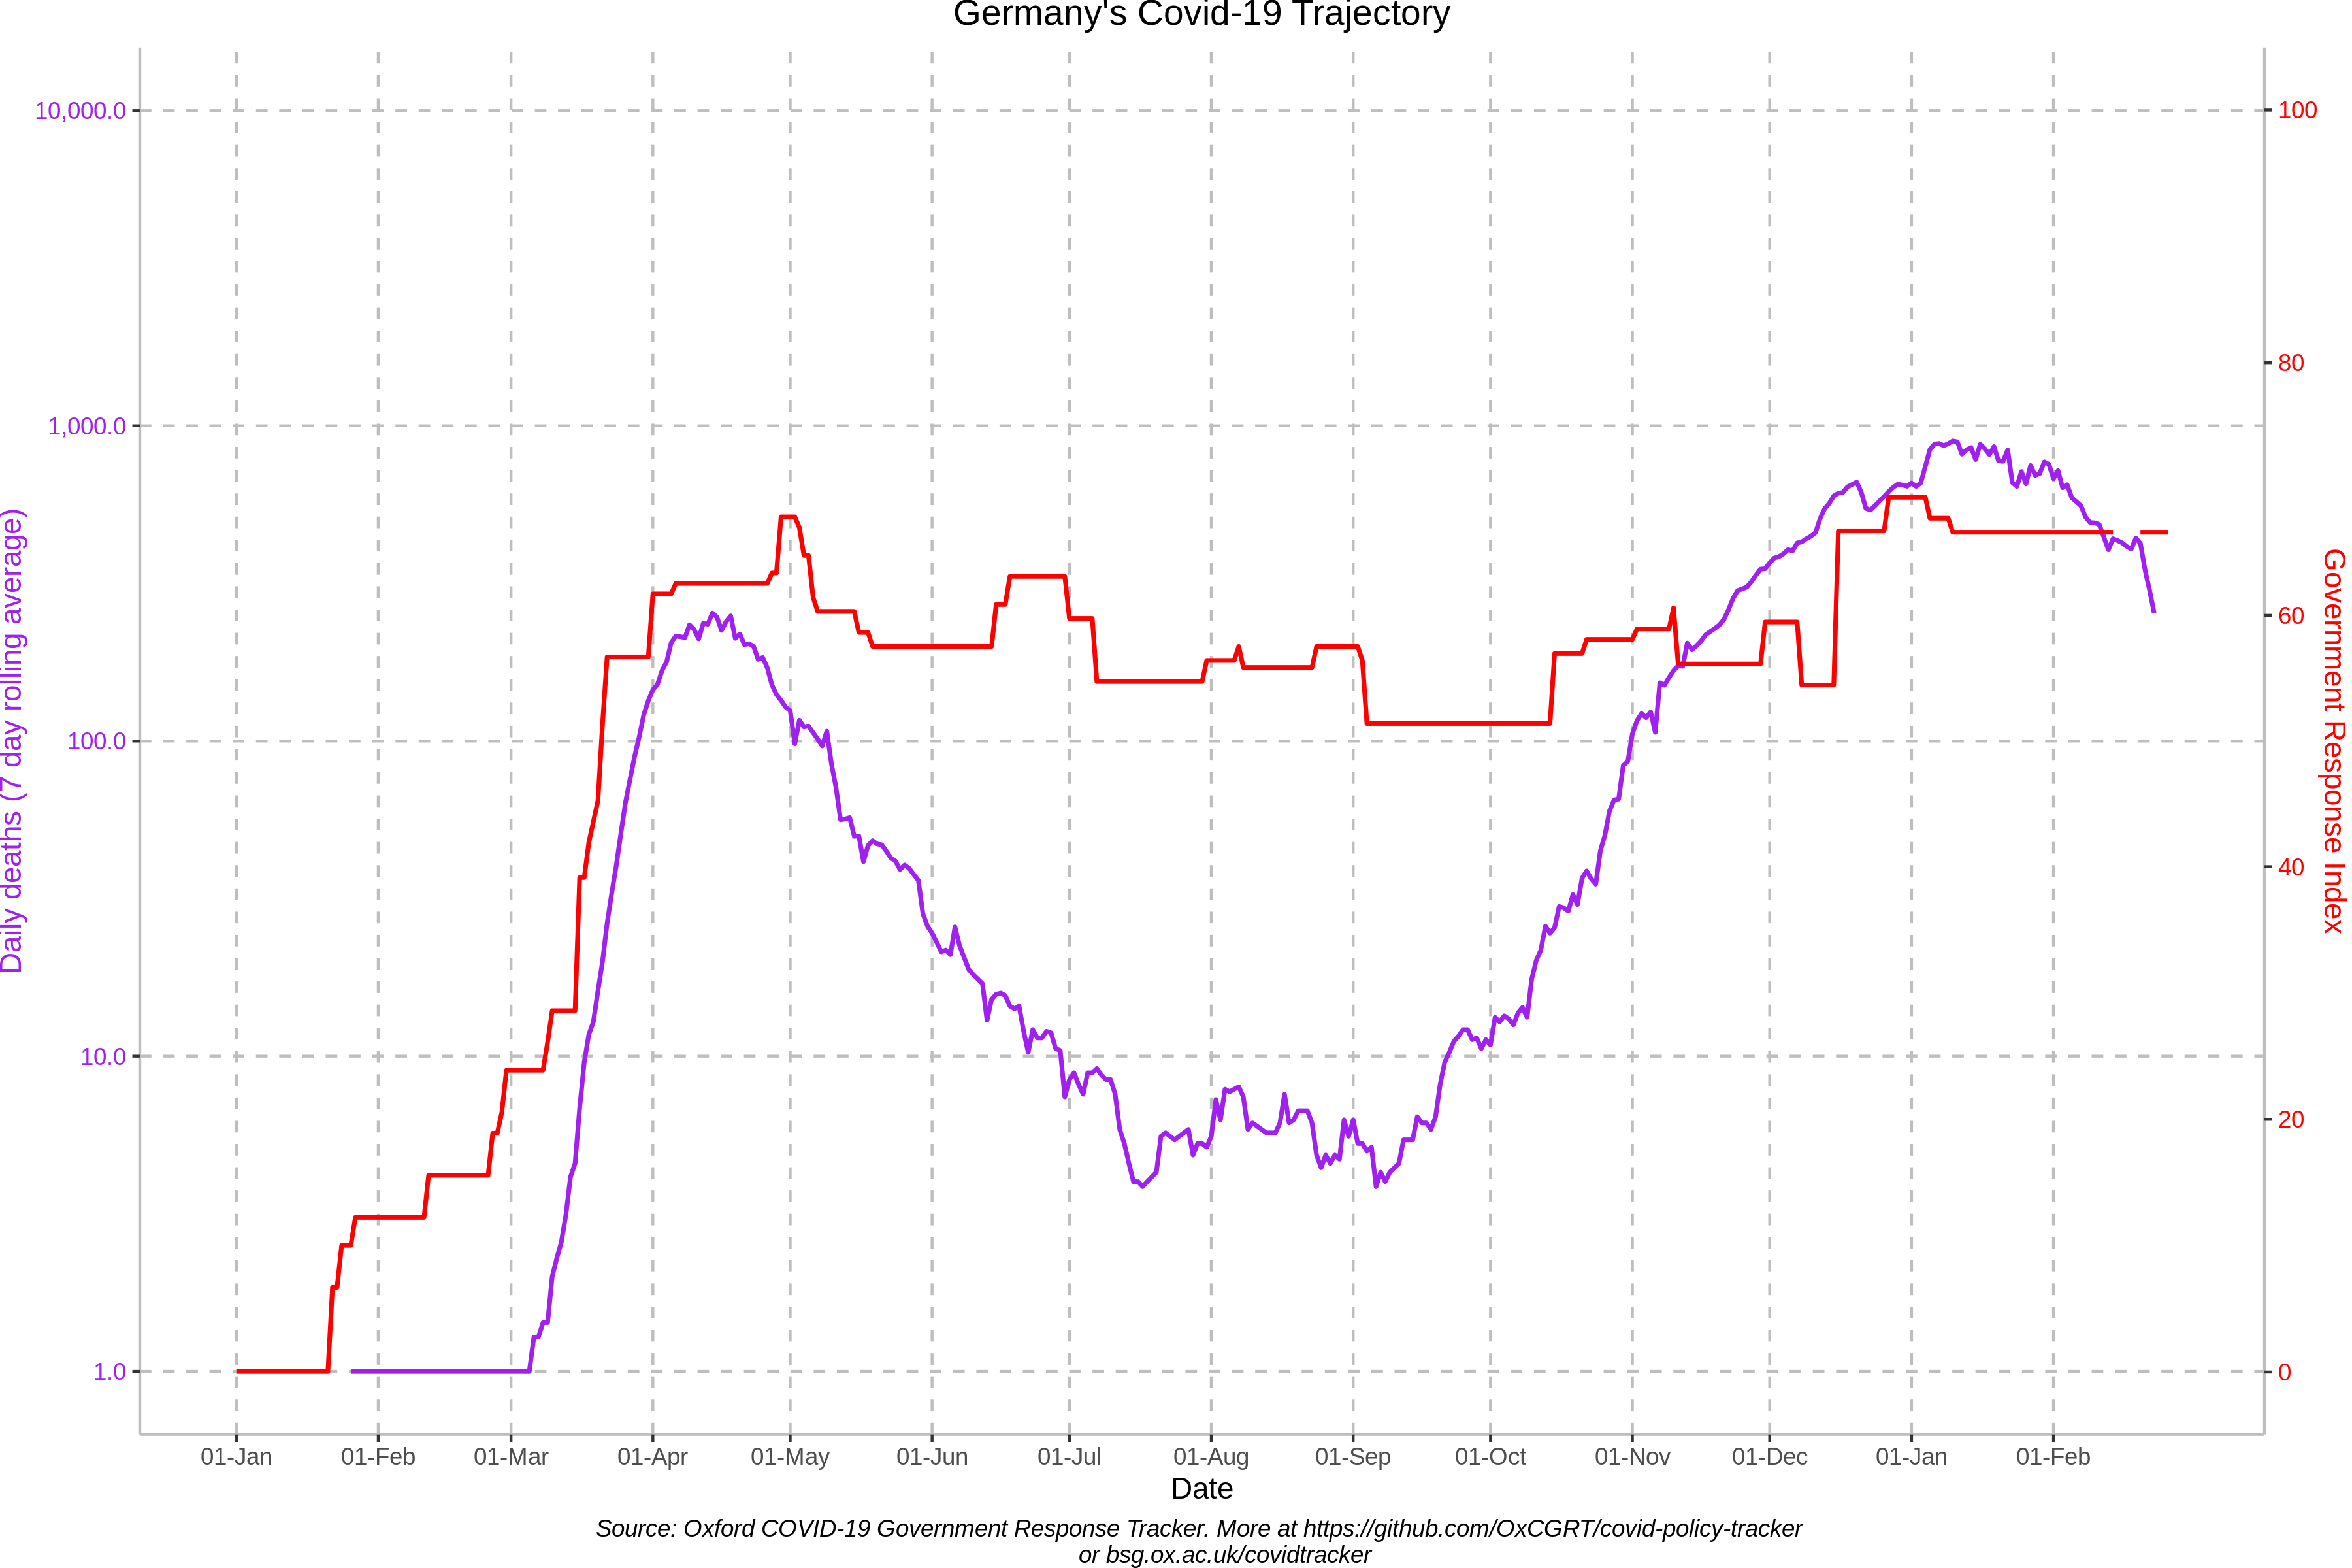 Germany's Covid-19 Trajectory
10,000.0
1,000.0
100.0
10.0
1.0
Daily deaths (7 day rolling average)
100
80
60
40
20
0
Government Response Index
01-Jan 01-Feb 01-Mar 01-Apr 01-May 01-Jun 01-Jul 01-Aug 01-Sep 01-Oct 01-Nov 01-Dec 01-Jan 01-Feb
Date
Source: Oxford COVID-19 Government Response Tracker. More at https://github.com/OxCGRT/covid-policy-tracker
or bsg.ox.ac.uk/covidtracker